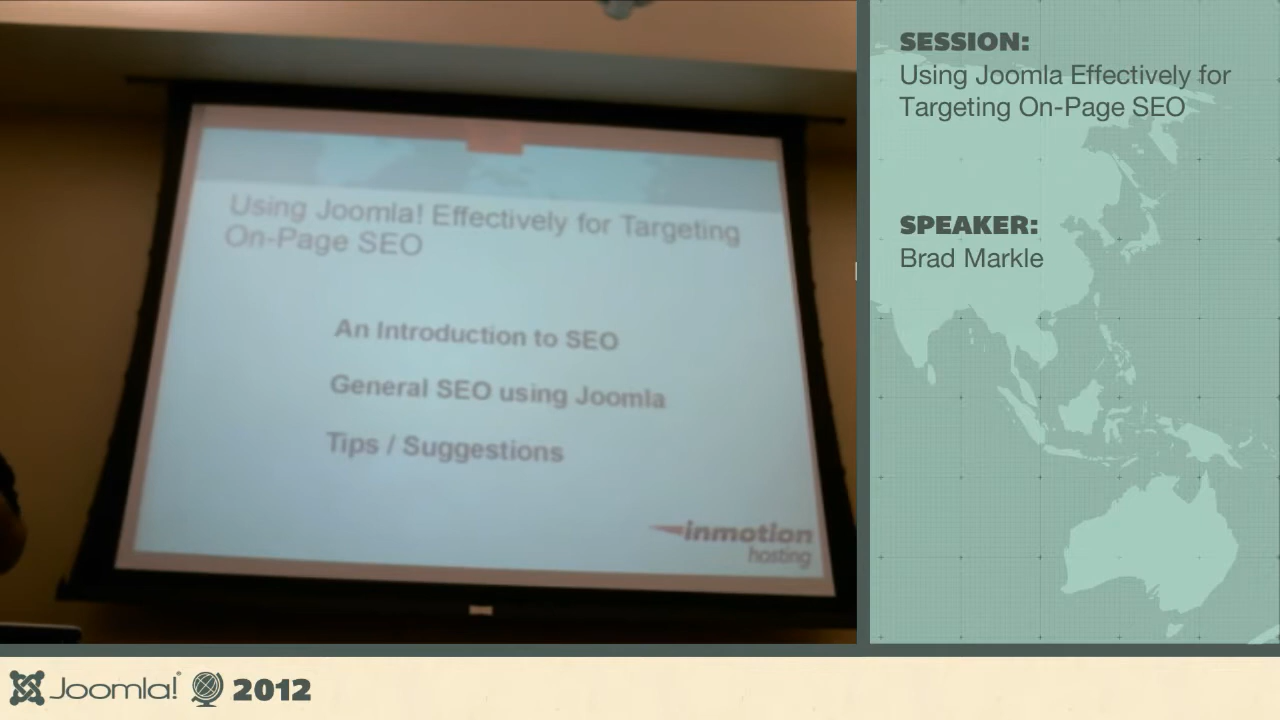 Using Joomla! Effectively for Targeting
On-Page SEO
An Introduction to SEO
General SEO using Joomla
Tips / Suggestions
inmotion
hosting
SESSION:
Using Joomla Effectively for
Targeting On-Page SEO
SPEAKER:
Brad Markle
Joomla!® 2012